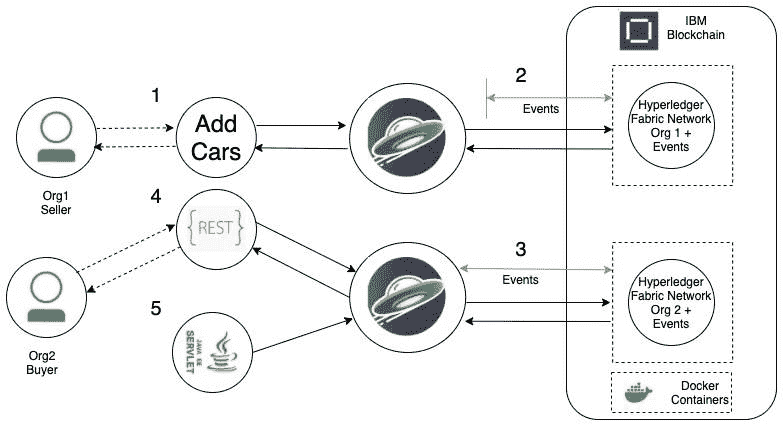 IBM
Blockchain
1
2
Events
Add
Cars
Hyperledger
Fabric Network
Org 1 +
Events
Org1
Seller
4
{REST}
3
Events
Hyperledger
Fabric Network
Org 2 +
Events
Org2
Buyer
5
JAVA EE
SERVLET
Docker
Containers